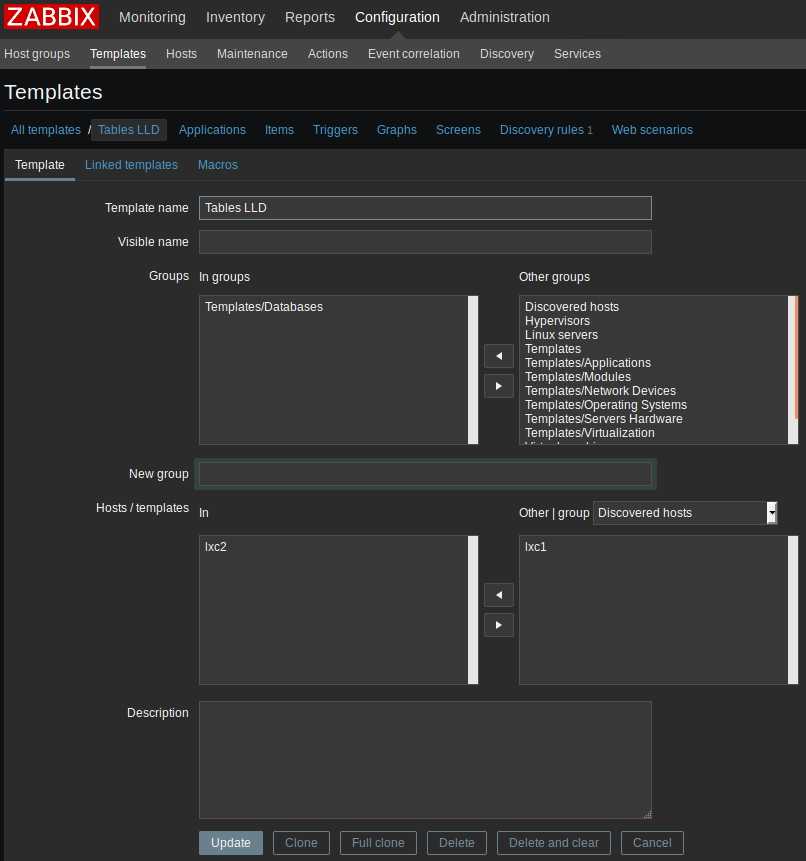 ZABBIX Monitoring Inventory Reports Configuration Administration
Host groups Templates Hosts Maintenance Actions Event correlation Discovery Services
Templates
All templates / Tables LLD Applications Items Triggers Graphs Screens Discovery rules 1 Web scenarios
Template Linked templates Macros
Template name Tables LLD
Visible name
Groups In groups Other groups
Templates/Databases Discovered hosts
Hypervisors
Linux servers
Templates
Templates/Applications
Templates/Modules
Templates/Network Devices
Templates/Operating Systems
Templates/Servers Hardware
Templates/Virtualization
New group
Hosts / templates In Other | group Discovered hosts
lxc2 lxc1
Description
Update Clone Full clone Delete Delete and clear Cancel